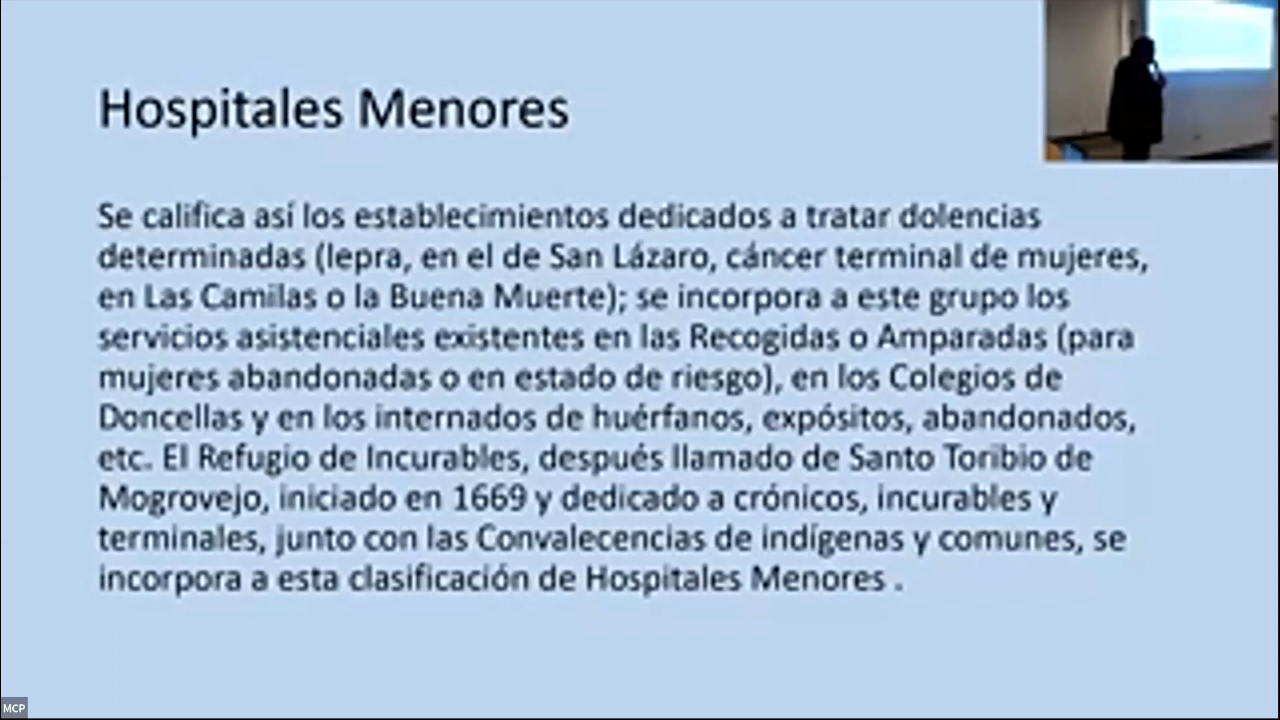 Hospitales Menores
Se califica así los establecimientos dedicados a tratar dolencias
determinadas (lepra, en el de San Lázaro, cáncer terminal de mujeres,
en Las Camilas o la Buena Muerte); se incorpora a este grupo los
servicios asistenciales existentes en las Recogidas o Amparadas (para
mujeres abandonadas o en estado de riesgo), en los Colegios de
Doncellas y en los internados de huérfanos, expósitos, abandonados,
etc. El Refugio de Incurables, después llamado de Santo Toribio de
Mogrovejo, iniciado en 1669 y dedicado a crónicos, incurables y
terminales, junto con las Convalecencias de indígenas y comunes, se
incorpora a esta clasificación de Hospitales Menores .
MCP